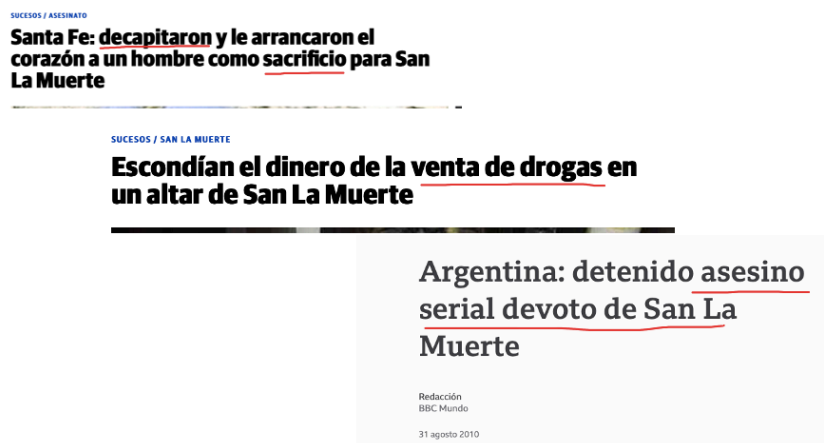 SUCESOS / ASESINATO
Santa Fe: decapitaron y le arrancaron el
corazón a un hombre como sacrificio para San
La Muerte
SUCESOS / SAN LA MUERTE
Escondían el dinero de la venta de drogas en
un altar de San La Muerte
Argentina: detenido asesino
serial devoto de San La
Muerte
Redacción
BBC Mundo
31 agosto 2010